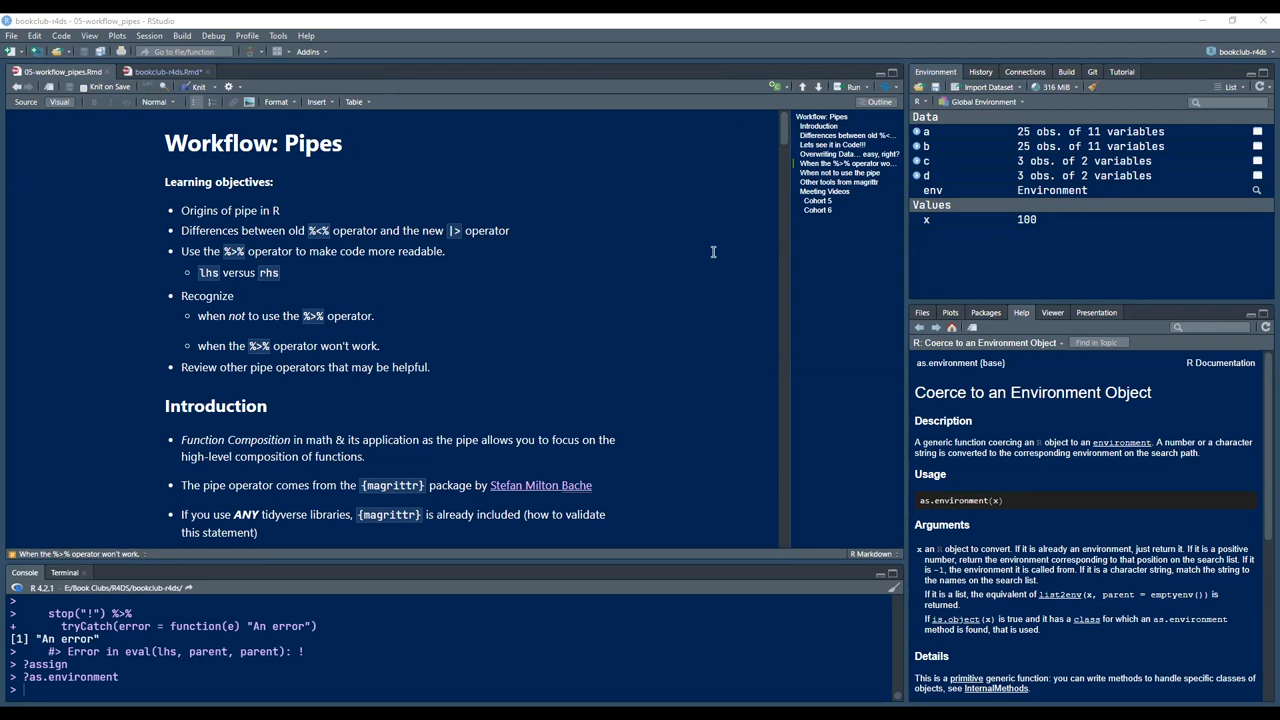 bookclub-r4ds - 05-workflow_pipes - RStudio
File Edit Code View Plots Session Build Debug Profile Tools Help
Go to file/function Addins bookclub-r4ds
05-workflow_pipes.Rmd bookclub-r4ds.Rmd*
Knit on Save Knit Run
Source Visual B I Normal Format Insert Table Outline
Workflow: Pipes
Learning objectives:
• Origins of pipe in R
• Differences between old %<% operator and the new |> operator
• Use the %>% operator to make code more readable.
lhs versus rhs
• Recognize
when not to use the %>% operator.
when the %>% operator won't work.
• Review other pipe operators that may be helpful.
Introduction
• Function Composition in math & its application as the pipe allows you to focus on the
high-level composition of functions.
• The pipe operator comes from the {magrittr} package by Stefan Milton Bache
• If you use ANY tidyverse libraries, {magrittr} is already included (how to validate
this statement)
Workflow: Pipes
Introduction
Differences between old %<...
Lets see it in Code!!!
Overwriting Data... easy, right?
When the %>% operator wo...
When not to use the pipe
Other tools from magrittr
Meeting Videos
Cohort 5
Cohort 6
When the %>% operator won't work. R Markdown
Console Terminal
R 4.2.1 · E:/Book Clubs/R4DS/bookclub-r4ds/
>
> stop("!") %>%
+ tryCatch(error = function(e) "An error")
[1] "An error"
> #> Error in eval(lhs, parent, parent): !
> ?assign
> ?as.environment
>
Environment History Connections Build Git Tutorial
Import Dataset 316 MiB List
R Global Environment
Data
a 25 obs. of 11 variables
b 25 obs. of 11 variables
c 3 obs. of 2 variables
d 3 obs. of 2 variables
env Environment
Values
x 100
Files Plots Packages Help Viewer Presentation
R: Coerce to an Environment Object Find in Topic
as.environment {base} R Documentation
Coerce to an Environment Object
Description
A generic function coercing an R object to an environment. A number or a character
string is converted to the corresponding environment on the search path.
Usage
as.environment(x)
Arguments
x an R object to convert. If it is already an environment, just return it. If it is a positive
number, return the environment corresponding to that position on the search list. If it
is -1, the environment it is called from. If it is a character string, match the string to
the names on the search list.
If it is a list, the equivalent of list2env(x, parent = emptyenv()) is
returned.
If is.object(x) is true and it has a class for which an as.environment
method is found, that is used.
Details
This is a primitive generic function: you can write methods to handle specific classes of
objects, see InternalMethods.